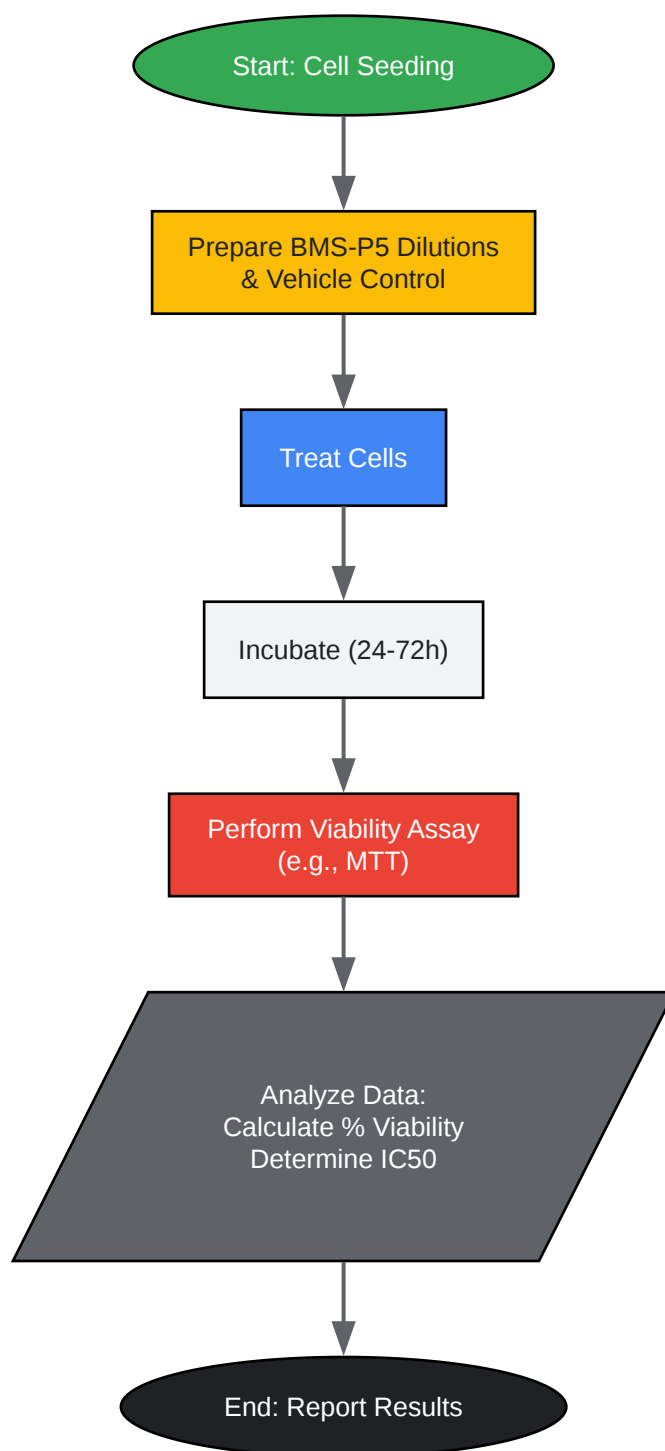 Start: Cell Seeding
Prepare BMS-P5 Dilutions
& Vehicle Control
Treat Cells
Incubate (24-72h)
Perform Viability Assay
(e.g., MTT)
Analyze Data:
Calculate % Viability
Determine IC50
End: Report Results